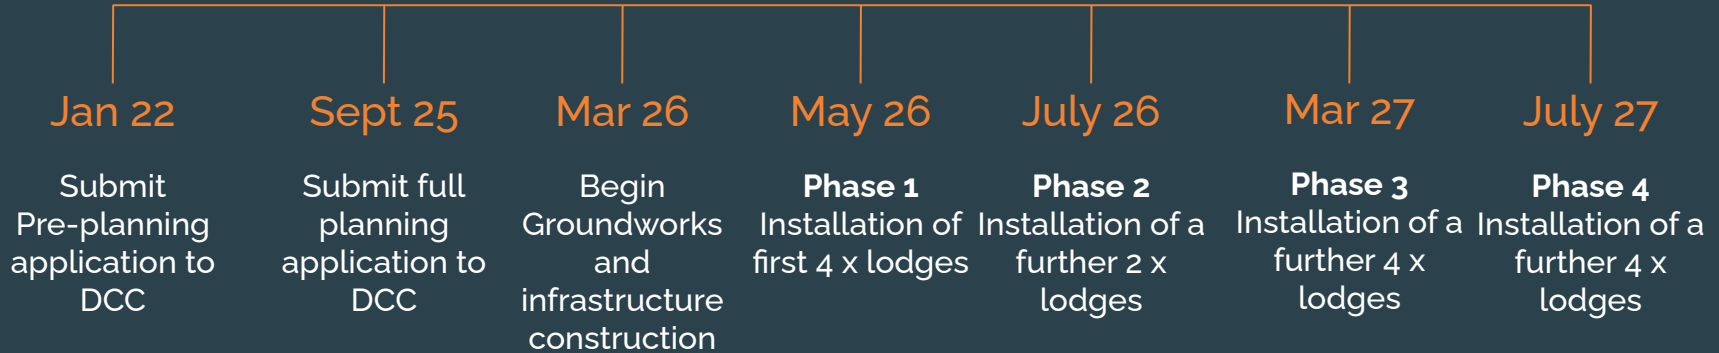 Jan 22
Submit
Pre-planning
application to
DCC
Sept 25
Submit full
planning
application to
DCC
Mar 26
Begin
Groundworks
and
infrastructure
construction
May 26
Phase 1
Installation of
first 4 x lodges
July 26
Phase 2
Installation of a
further 2 x
lodges
Mar 27
Phase 3
Installation of a
further 4 x
lodges
July 27
Phase 4
Installation of a
further 4 x
lodges